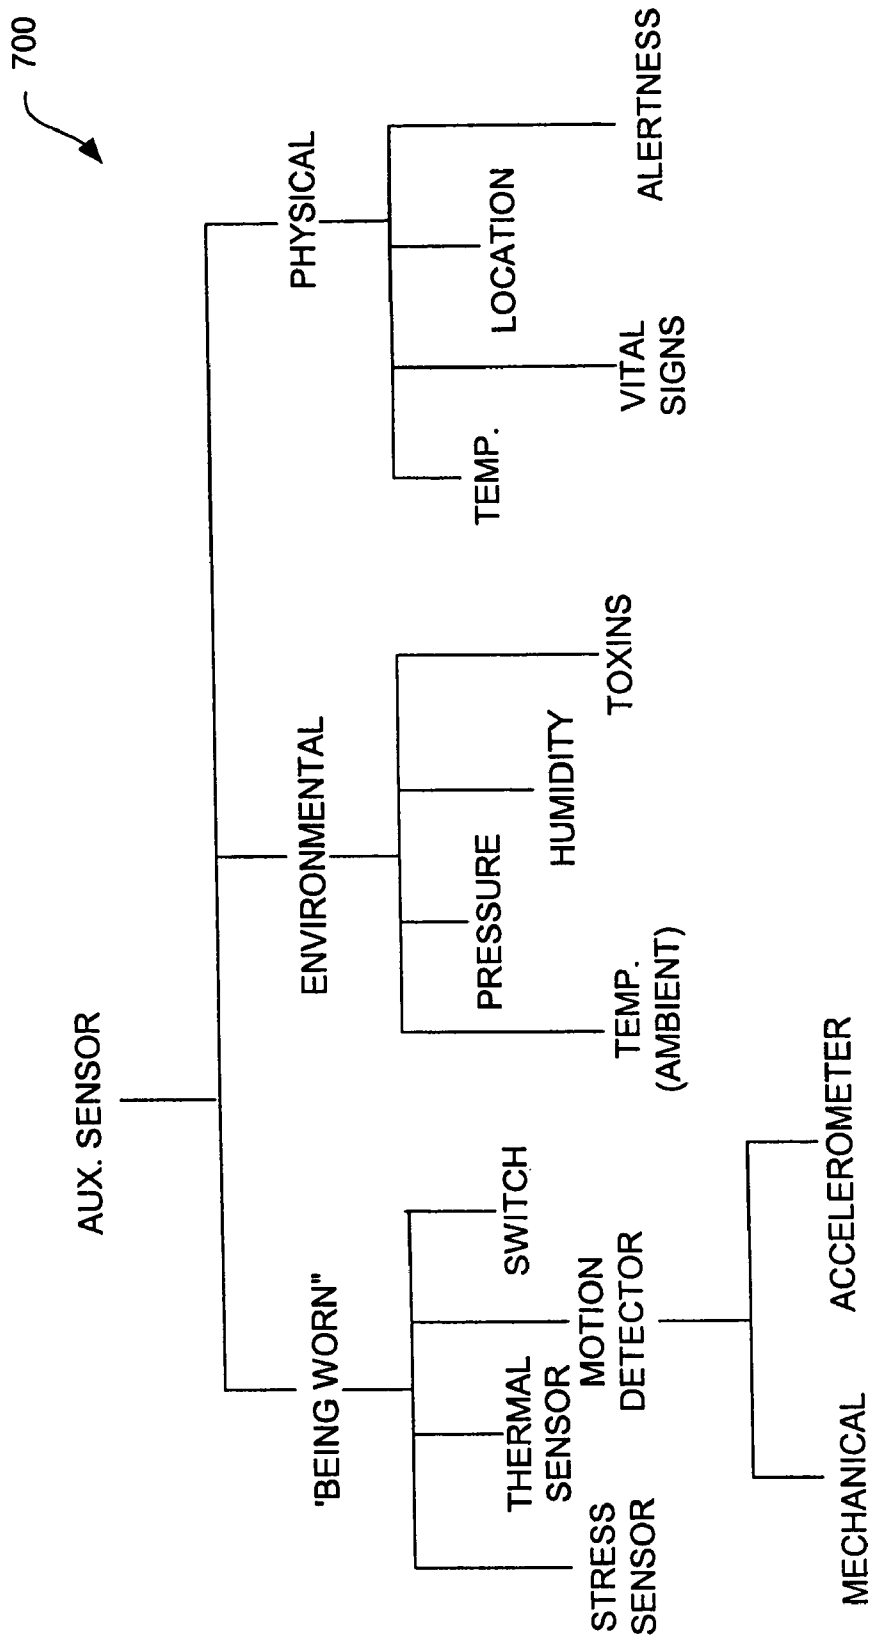 700
AUX. SENSOR
'BEING WORN"
ENVIRONMENTAL
PHYSICAL
STRESS
SENSOR
THERMAL
SENSOR
MOTION
DETECTOR
SWITCH
TEMP.
(AMBIENT)
PRESSURE
HUMIDITY
TOXINS
TEMP.
VITAL
SIGNS
LOCATION
ALERTNESS
MECHANICAL
ACCELEROMETER